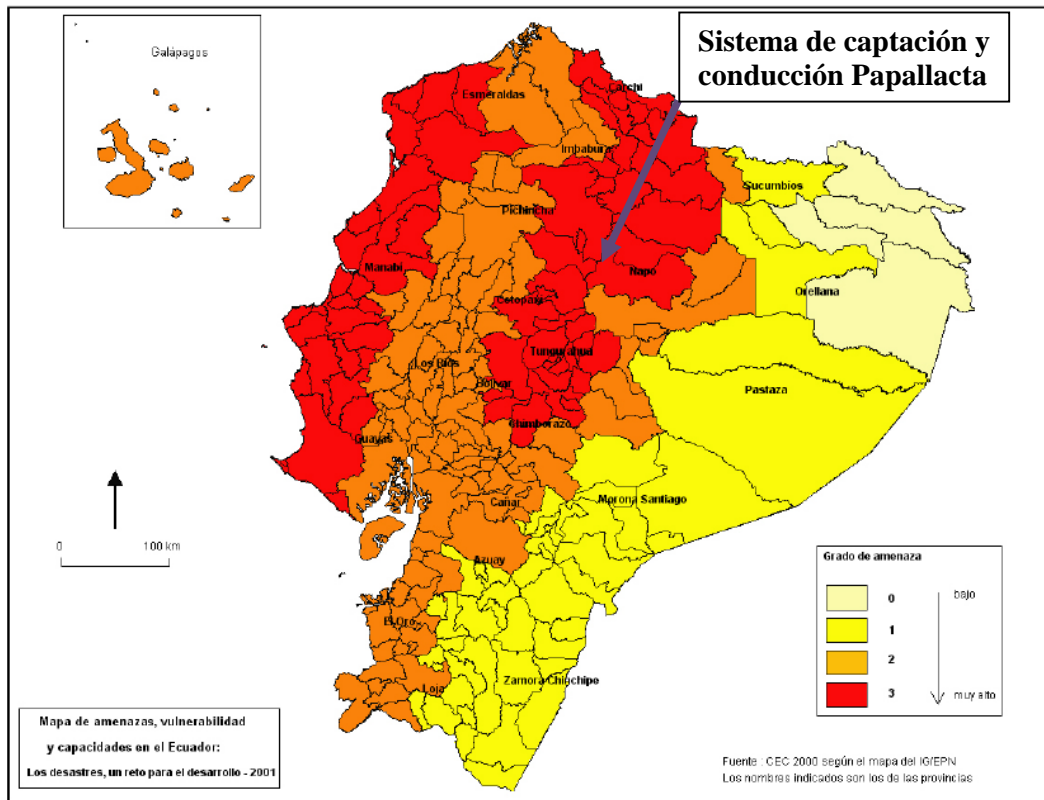 Galápagos
Sistema de captación y
conducción Papallacta
Esmeraldas
Carchi
Imbabura
Sucumbios
Pichincha
Manabí
Napo
Orellana
Cotopaxi
Tungurahua
Los Ríos
Bolívar
Pastaza
Chimborazo
Guayas
Cañar
Morona Santiago
Azuay
El Oro
Loja
Zamora Chinchipe
0 100 km
Grado de amenaza
0 bajo
1
2
3 muy alto
Mapa de amenazas, vulnerabilidad
y capacidades en el Ecuador:
Los desastres, un reto para el desarrollo - 2001
Fuente : CEC 2000 según el mapa del IG/EPN
Los nombres indicados son los de las provincias